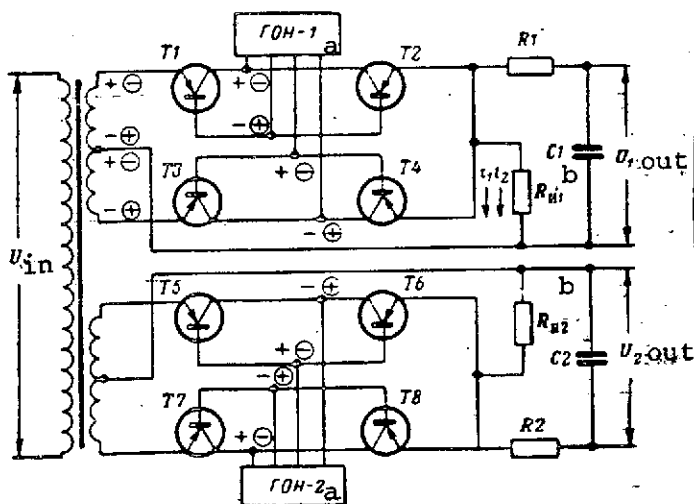 ГОН-1 a
T1
T2
R1
+ ⊖
+ ⊖
- ⊕
- ⊕
+ ⊖
T3
T4
+ ⊖
C1
b
U₁ out
i₁ i₂
Rн1
- ⊕
- ⊕
U in
T5
T6
- ⊕
b
Rн2
C2
U₂ out
+ ⊖
- ⊕
T7
T8
+ ⊖
R2
ГОН-2 a